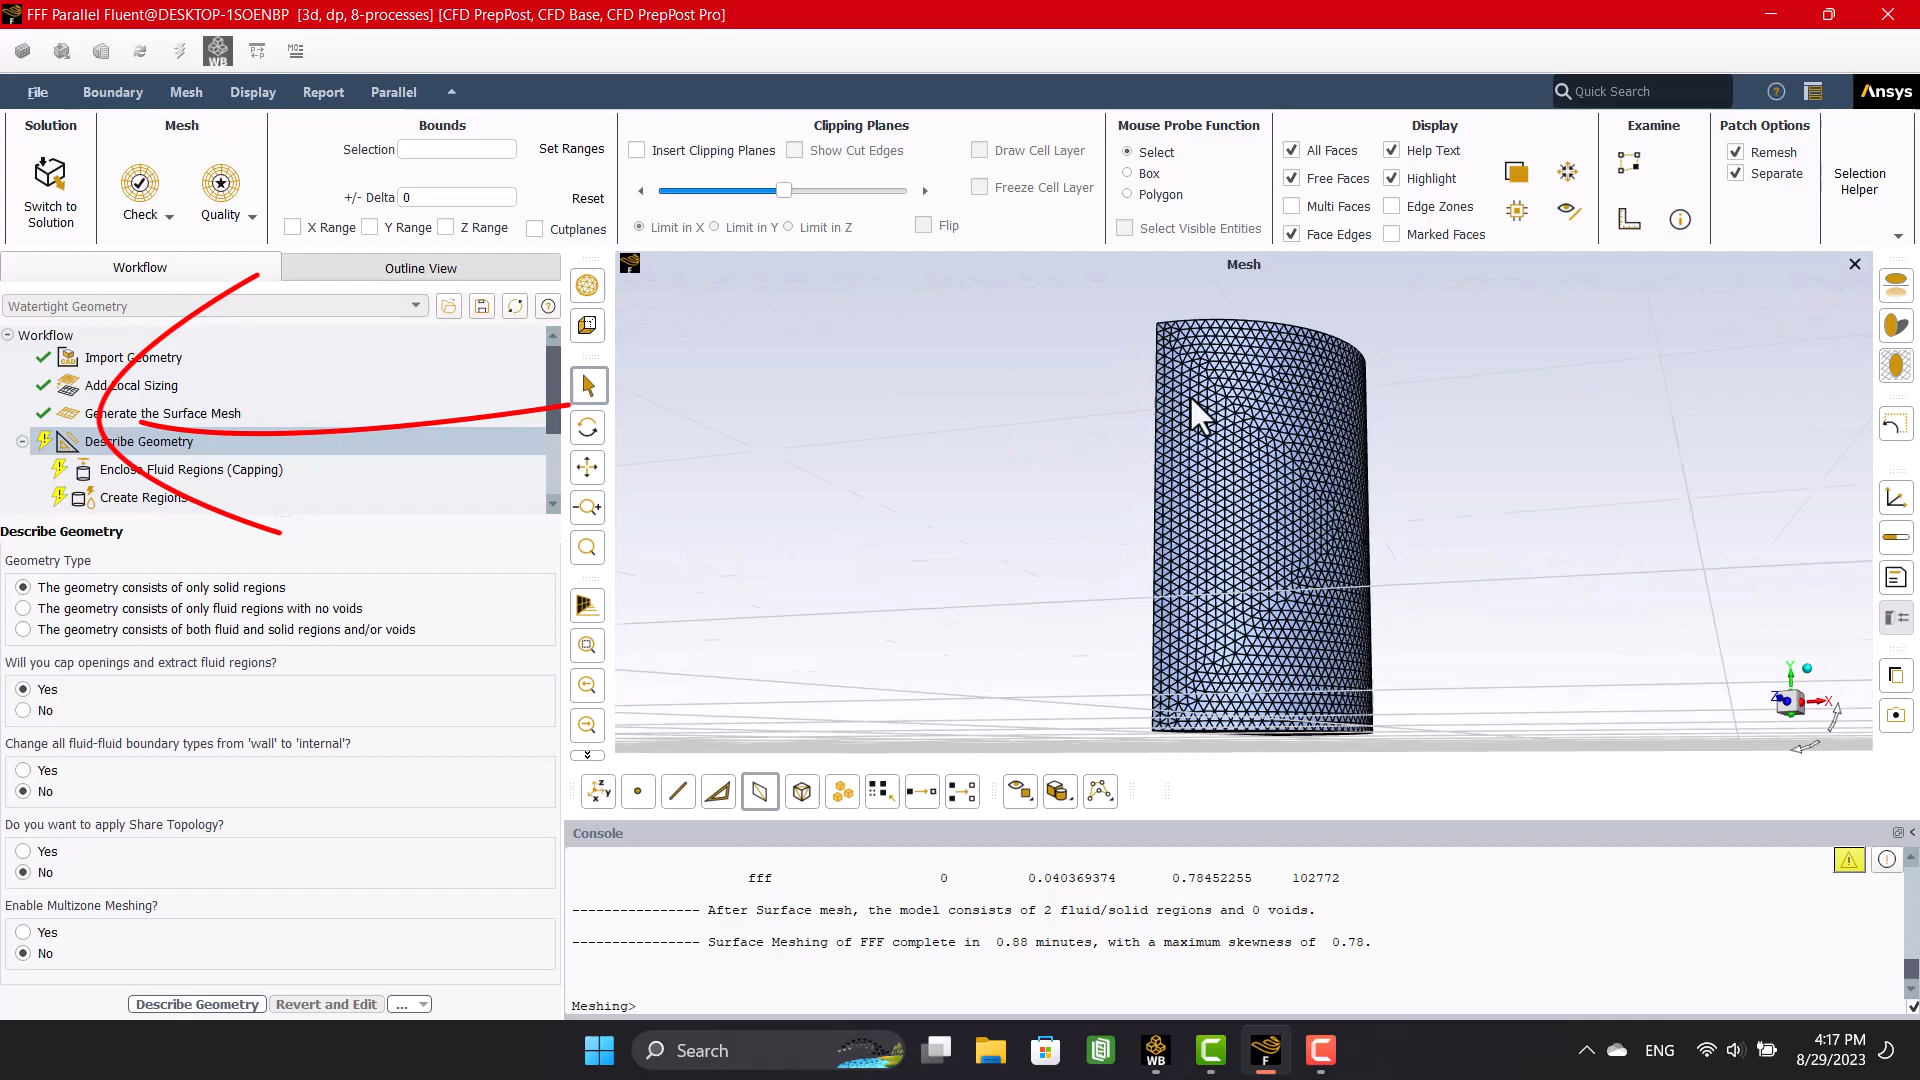 FFF Parallel Fluent@DESKTOP-1SOENBP [3d, dp, 8-processes] [CFD PrepPost, CFD Base, CFD PrepPost Pro]
WB
File Boundary Mesh Display Report Parallel Quick Search Ansys
Solution
Switch to
Solution
Mesh
Check
Quality
Bounds
Selection
Set Ranges
+/- Delta 0
Reset
X Range Y Range Z Range Cutplanes
Clipping Planes
Insert Clipping Planes Show Cut Edges Draw Cell Layer
Freeze Cell Layer
Limit in X Limit in Y Limit in Z Flip
Mouse Probe Function
Select
Box
Polygon
Select Visible Entities
Display
All Faces Help Text
Free Faces Highlight
Multi Faces Edge Zones
Face Edges Marked Faces
Examine
Patch Options
Remesh
Separate
Selection
Helper
Workflow
Outline View
Watertight Geometry
Workflow
Import Geometry
Add Local Sizing
Generate the Surface Mesh
Describe Geometry
Enclose Fluid Regions (Capping)
Create Regions
Describe Geometry
Geometry Type
The geometry consists of only solid regions
The geometry consists of only fluid regions with no voids
The geometry consists of both fluid and solid regions and/or voids
Will you cap openings and extract fluid regions?
Yes
No
Change all fluid-fluid boundary types from 'wall' to 'internal'?
Yes
No
Do you want to apply Share Topology?
Yes
No
Enable Multizone Meshing?
Yes
No
Describe Geometry Revert and Edit ...
Mesh
Y
Z
X
Console
fff 0 0.040369374 0.78452255 102772
---------------- After Surface mesh, the model consists of 2 fluid/solid regions and 0 voids.
---------------- Surface Meshing of FFF complete in 0.88 minutes, with a maximum skewness of 0.78.
Meshing>
Search
WB
F
ENG
4:17 PM
8/29/2023